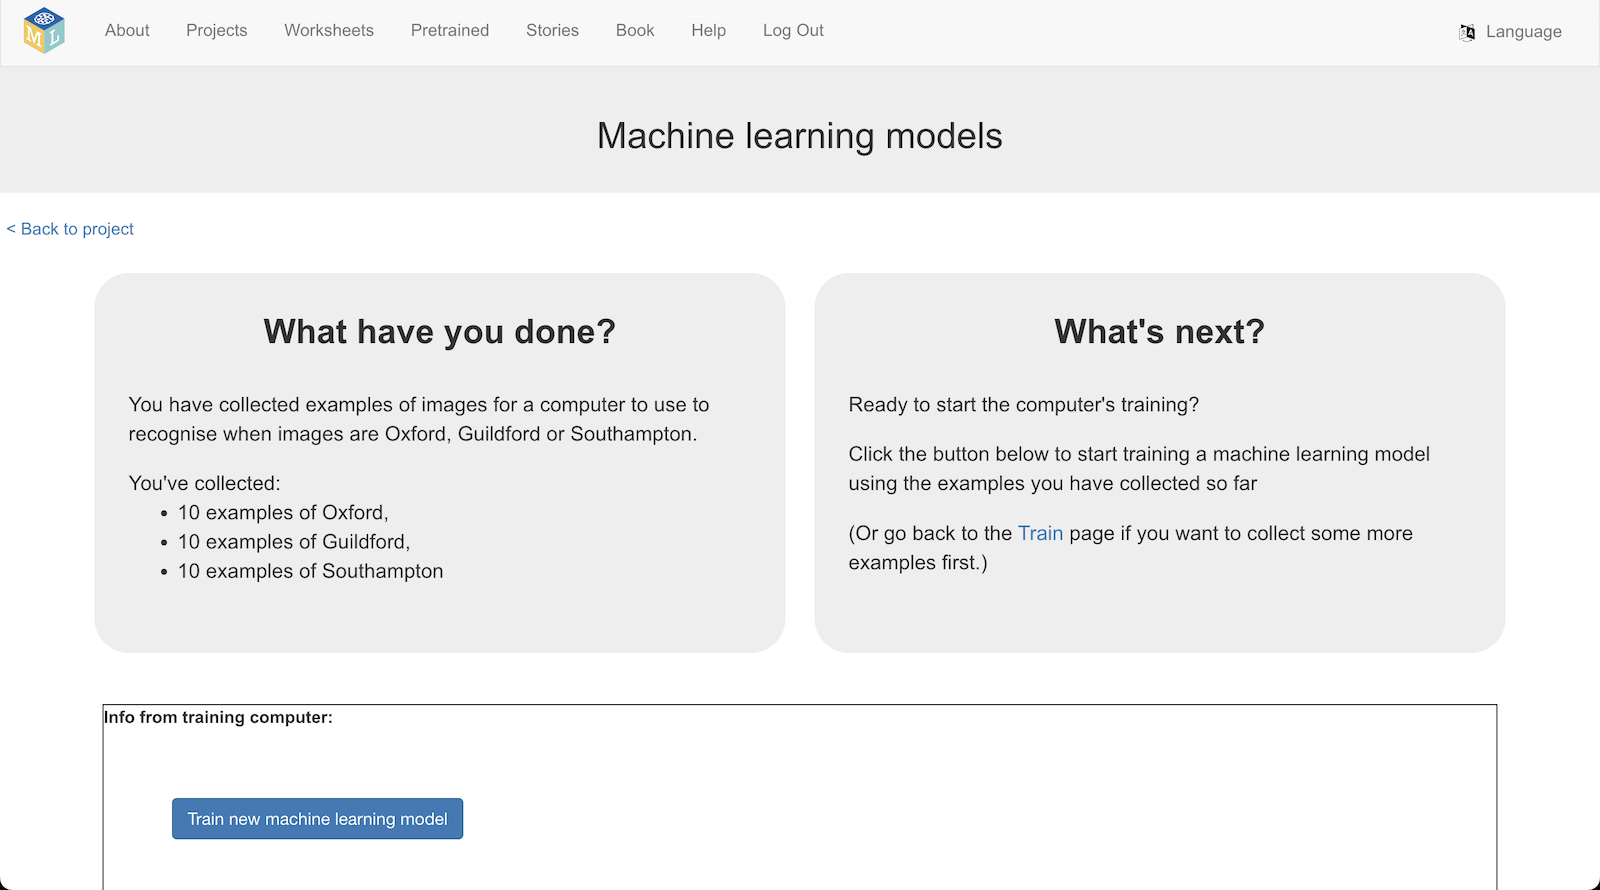 M L
About Projects Worksheets Pretrained Stories Book Help Log Out Language
Machine learning models
< Back to project
What have you done?
You have collected examples of images for a computer to use to
recognise when images are Oxford, Guildford or Southampton.
You've collected:
• 10 examples of Oxford,
• 10 examples of Guildford,
• 10 examples of Southampton
What's next?
Ready to start the computer's training?
Click the button below to start training a machine learning model
using the examples you have collected so far
(Or go back to the Train page if you want to collect some more
examples first.)
Info from training computer:
Train new machine learning model